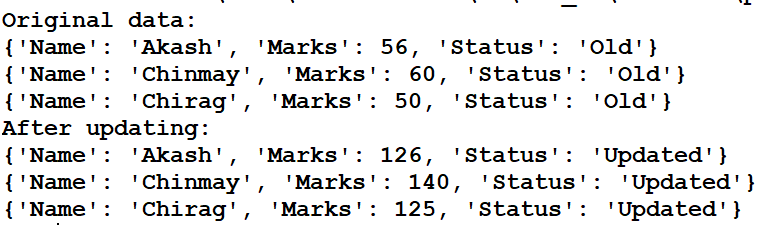 Original data:
{'Name': 'Akash', 'Marks': 56, 'Status': 'Old'}
{'Name': 'Chinmay', 'Marks': 60, 'Status': 'Old'}
{'Name': 'Chirag', 'Marks': 50, 'Status': 'Old'}
After updating:
{'Name': 'Akash', 'Marks': 126, 'Status': 'Updated'}
{'Name': 'Chinmay', 'Marks': 140, 'Status': 'Updated'}
{'Name': 'Chirag', 'Marks': 125, 'Status': 'Updated'}